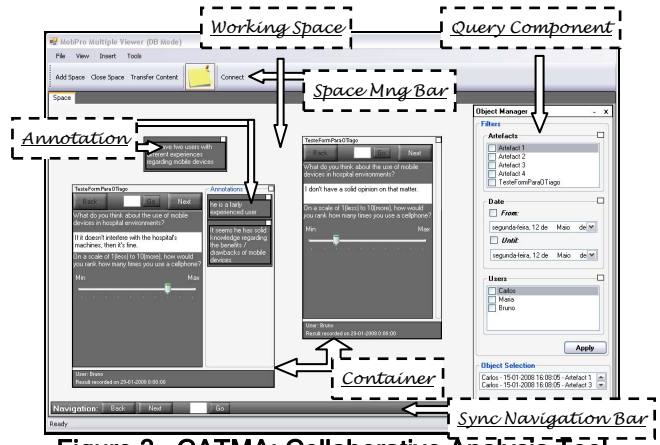 Working Space
Query Component
MobPro Multiple Viewer (DB Mode)
File View Insert Tools
Add Space Close Space Transfer Content Connect
Space Mng Bar
Space
Annotation
have two users with
different experiences
regarding mobile devices
TesteFormParaOTiago
Back Go Next
What do you think about the use of mobile
devices in hospital environments?
If it doesn't interfere with the hospital's
machines, then it's fine.
On a scale of 1(less) to 10(more), how would
you rank how many times you use a cellphone?
Min Max
User: Bruno
Result recorded on 29-01-2008 0:00:00
Annotations
he is a fairly
experienced user
It seems he has solid
knowledge regarding
the benefits /
drawbacks of mobile
devices
TesteFormParaOTiago
Back Go Next
What do you think about the use of mobile
devices in hospital environments?
I don't have a solid opinion on that matter.
On a scale of 1(less) to 10(more), how would
you rank how many times you use a cellphone?
Min Max
User: Bruno
Result recorded on 29-01-2008 0:06:00
Object Manager - x
Filters
Artefacts
Artefact 1
Artefact 2
Artefact 3
Artefact 4
TesteFormParaOTiago
Date
From:
segunda-feira, 12 de Maio de
Until:
segunda-feira, 12 de Maio de
Users
Carlos
Maria
Bruno
Apply
Object Selection
Carlos - 15-01-2008 16:08:05 - Artefact 1
Carlos - 15-01-2008 16:08:05 - Artefact 3
Container
Navigation: Back Next Go
Sync Navigation Bar
Ready
Figure 2 - CATMA: Collaborative Analysis Tool